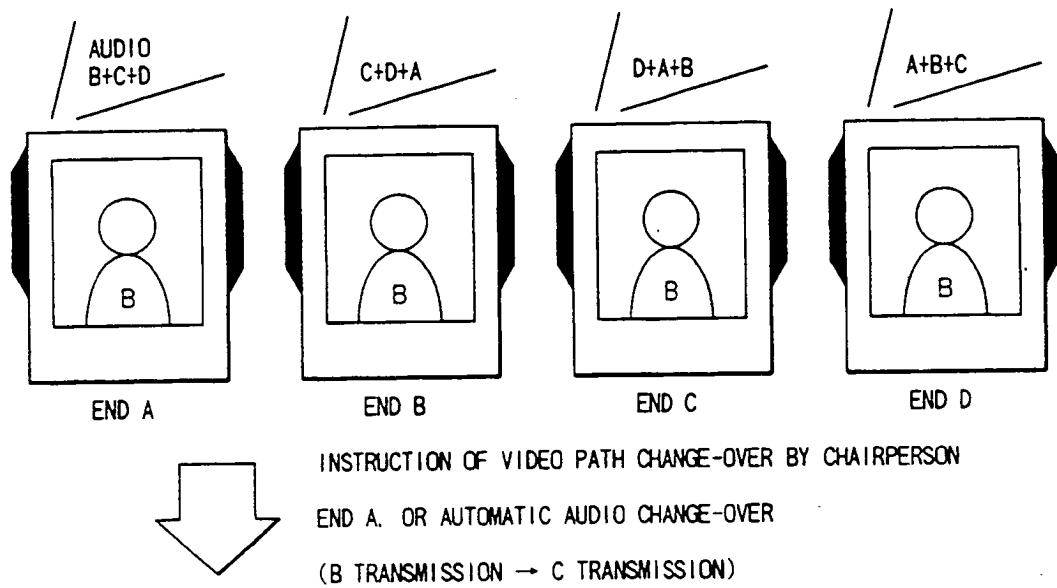 AUDIO
B+C+D
C+D+A
D+A+B
A+B+C
B
B
B
B
END A
END B
END C
END D
INSTRUCTION OF VIDEO PATH CHANGE-OVER BY CHAIRPERSON
END A. OR AUTOMATIC AUDIO CHANGE-OVER
(B TRANSMISSION → C TRANSMISSION)